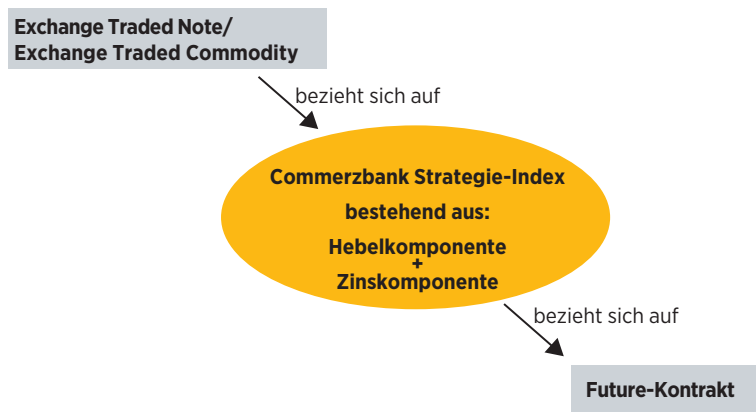 Exchange Traded Note/
Exchange Traded Commodity
bezieht sich auf
Commerzbank Strategie-Index
bestehend aus:
Hebelkomponente
+
Zinskomponente
bezieht sich auf
Future-Kontrakt